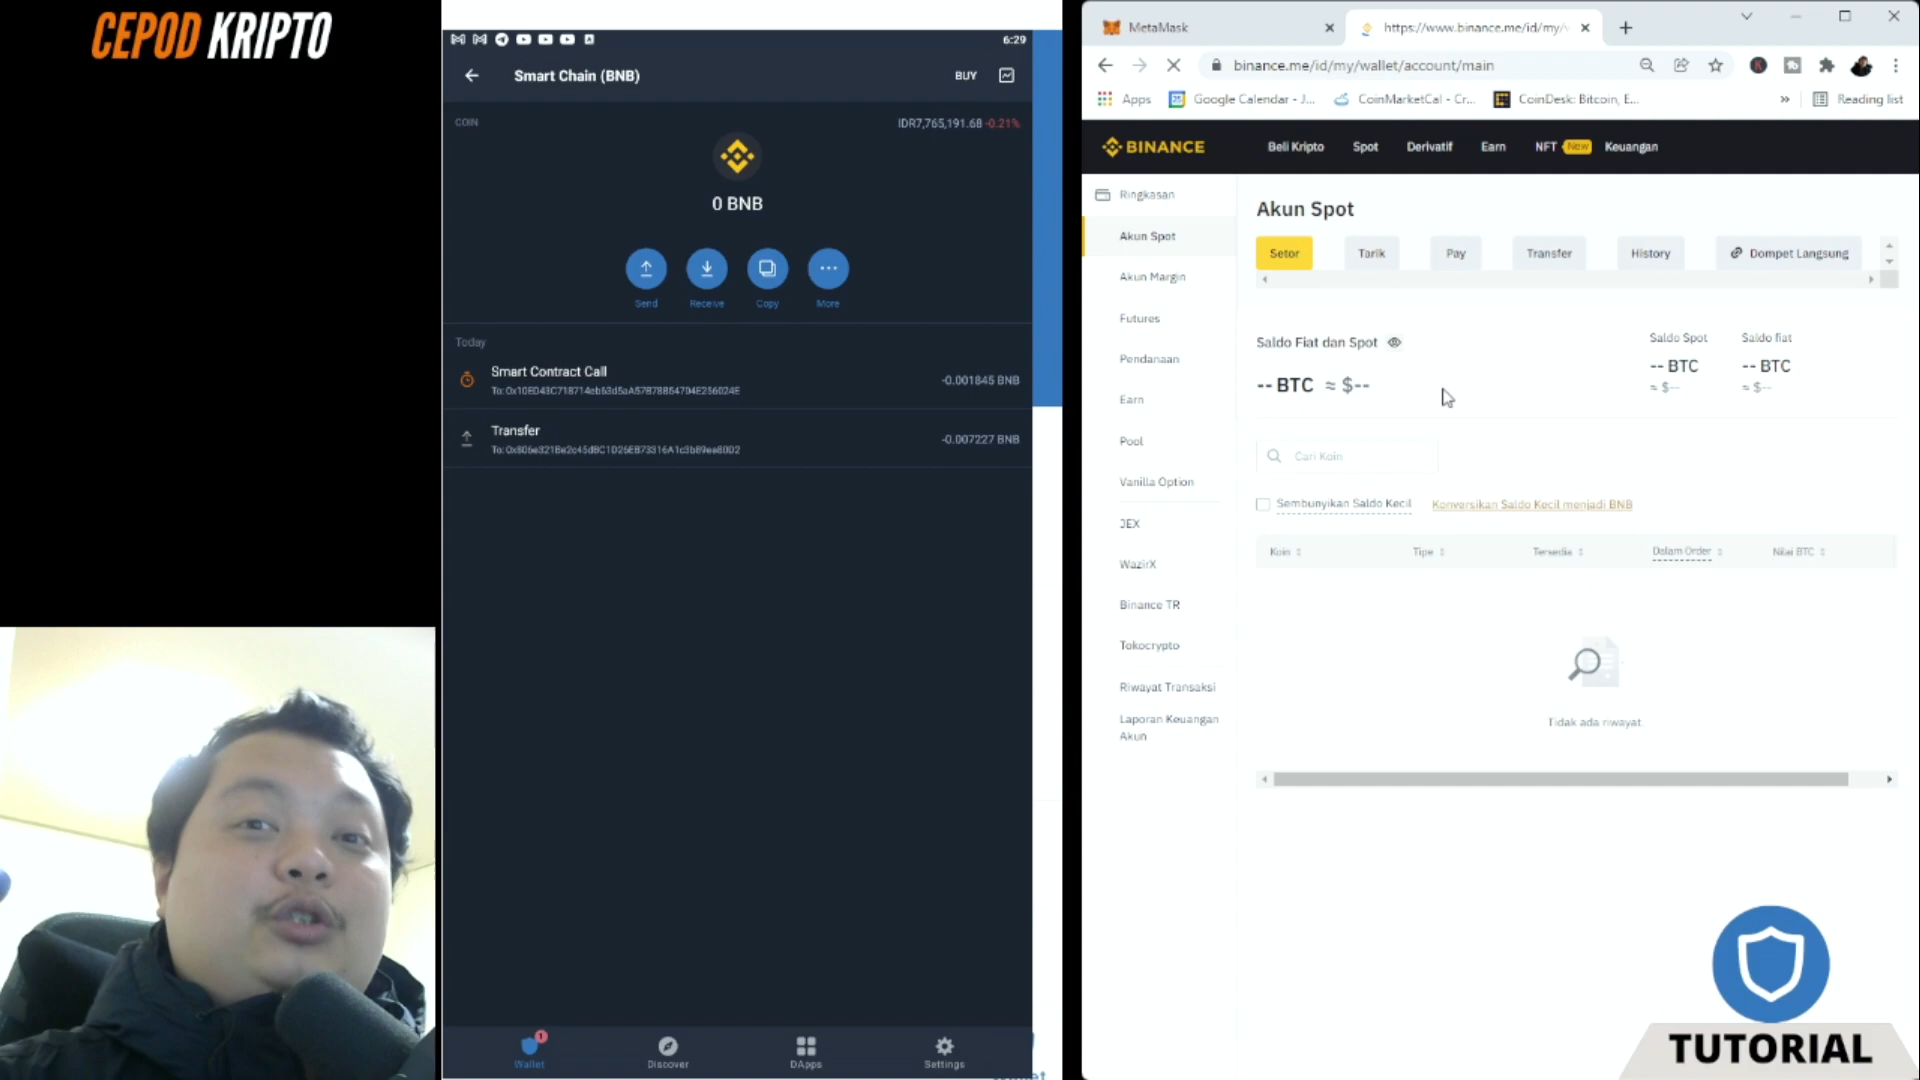 CEPOD KRIPTO
6:29
Smart Chain (BNB)
BUY
COIN
IDR7,765,191.68 -0.21%
0 BNB
Send
Receive
Copy
More
Today
Smart Contract Call
-0.001845 BNB
Transfer
-0.007227 BNB
Wallet
1
Discover
DApps
Settings
MetaMask
https://www.binance.me/id/my/
binance.me/id/my/wallet/account/main
Apps
Google Calendar - J...
CoinMarketCal - Cr...
CoinDesk: Bitcoin, E...
»
Reading list
BINANCE
Beli Kripto
Spot
Derivatif
Earn
NFT New
Keuangan
Ringkasan
Akun Spot
Akun Margin
Futures
Pendanaan
Earn
Pool
Vanilla Option
JEX
WazirX
Binance TR
Tokocrypto
Riwayat Transaksi
Laporan Keuangan
Akun
Akun Spot
Setor
Tarik
Pay
Transfer
History
Dompet Langsung
Saldo Fiat dan Spot
-- BTC ≈ $--
Saldo Spot
-- BTC
≈ $--
Saldo fiat
-- BTC
≈ $--
Cari Koin
Sembunyikan Saldo Kecil
Konversikan Saldo Kecil menjadi BNB
Koin
Tipe
Tersedia
Dalam Order
Nilai BTC
Tidak ada riwayat.
TUTORIAL